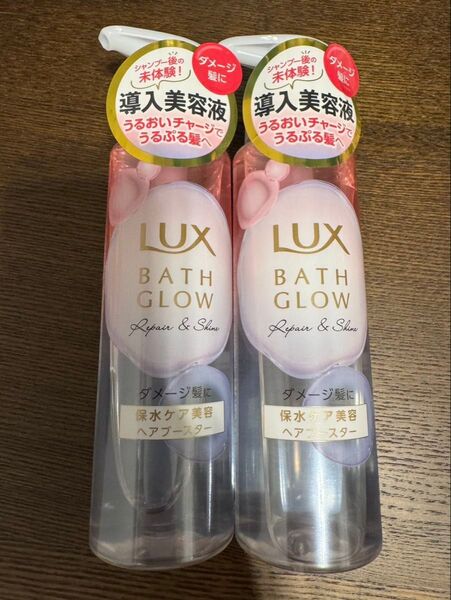 シャンプー後の
未体験!
ダメージ
髪に
導入美容液
うるおいチャージで
うるぷる髪へ
LUX
BATH
GLOW
Repair & Shine
ダメージ髪に
保水ケア美容
ヘアブースター
シャンプー後の
未体験!
ダメージ
髪に
導入美容液
うるおいチャージで
うるぷる髪へ
LUX
BATH
GLOW
Repair & Shine
ダメージ髪に
保水ケア美容
ヘアブースター